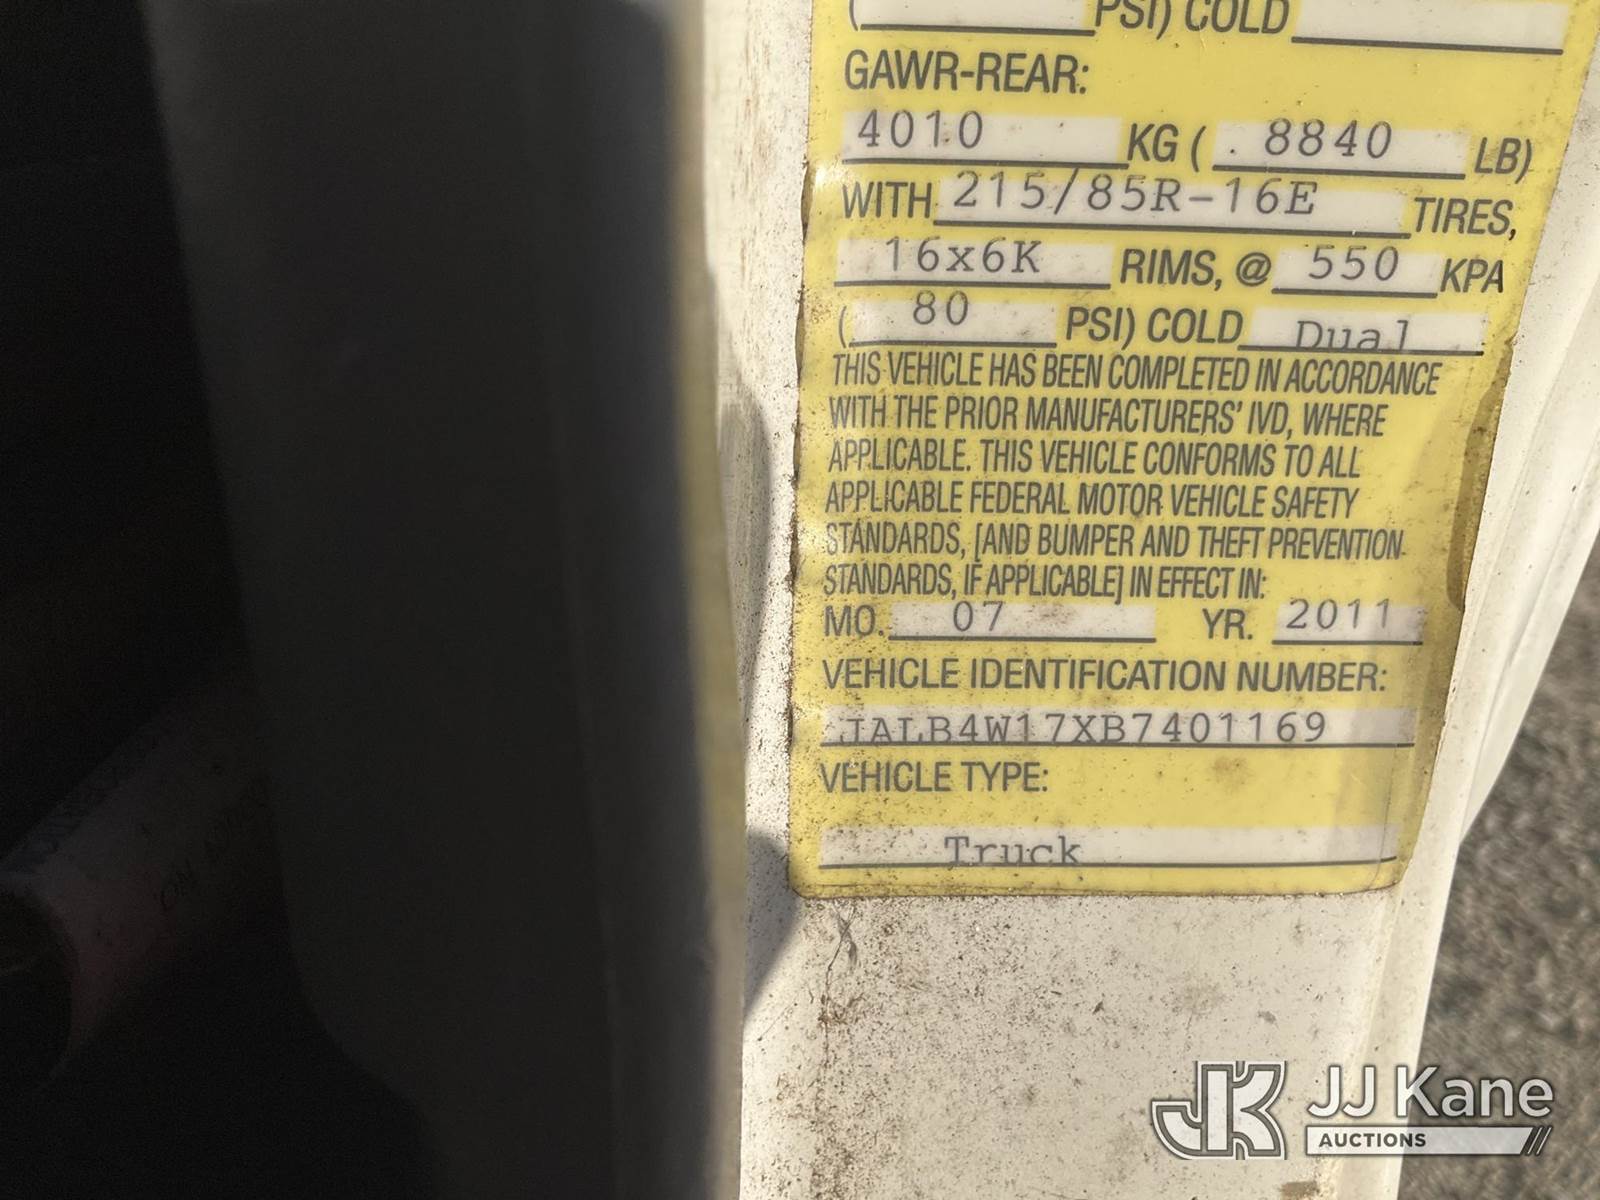 ( PSI) COLD
GAWR-REAR:
4010 KG ( . 8840 LB)
WITH 215/85R-16E TIRES,
16x6K RIMS, @ 550 KPA
( 80 PSI) COLD Dual
THIS VEHICLE HAS BEEN COMPLETED IN ACCORDANCE
WITH THE PRIOR MANUFACTURERS' IVD, WHERE
APPLICABLE. THIS VEHICLE CONFORMS TO ALL
APPLICABLE FEDERAL MOTOR VEHICLE SAFETY
STANDARDS, [AND BUMPER AND THEFT PREVENTION
STANDARDS, IF APPLICABLE] IN EFFECT IN:
MO. 07 YR. 2011
VEHICLE IDENTIFICATION NUMBER:
JALB4W17XB7401169
VEHICLE TYPE:
Truck
JK JJ Kane
AUCTIONS